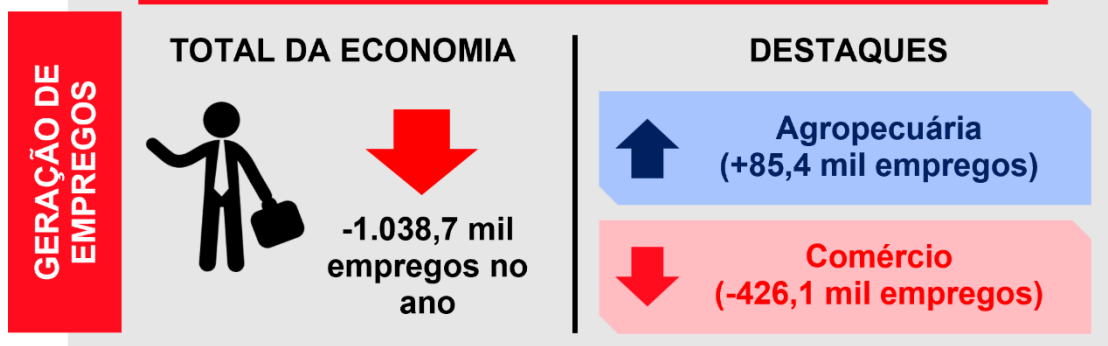 GERAÇÃO DE
EMPREGOS
TOTAL DA ECONOMIA
-1.038,7 mil
empregos no
ano
DESTAQUES
Agropecuária
(+85,4 mil empregos)
Comércio
(-426,1 mil empregos)